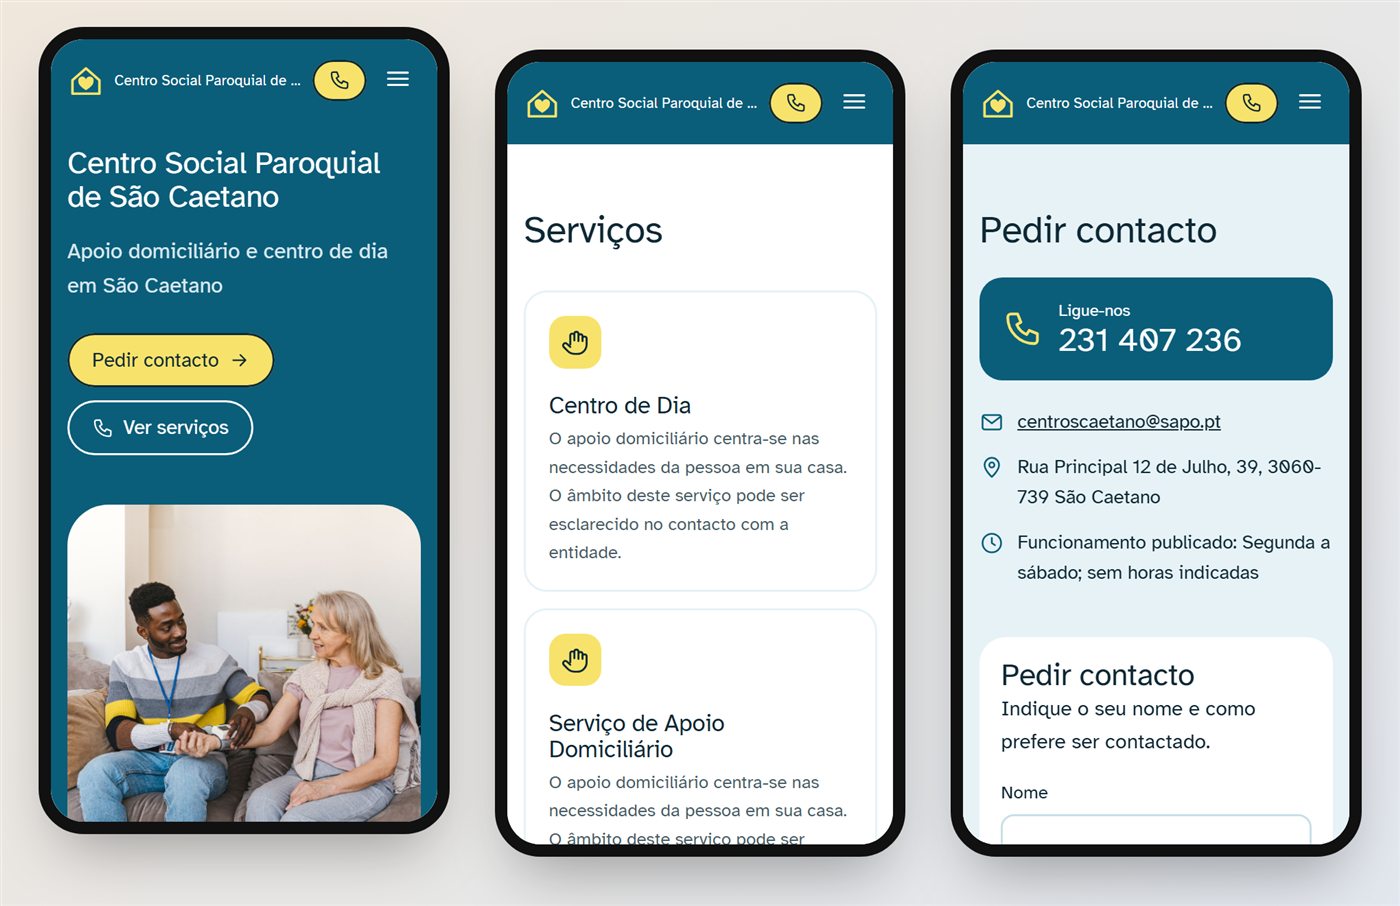 Centro Social Paroquial de ...
Centro Social Paroquial
de São Caetano
Apoio domiciliário e centro de dia
em São Caetano
Pedir contacto →
Ver serviços
Centro Social Paroquial de ...
Serviços
Centro de Dia
O apoio domiciliário centra-se nas
necessidades da pessoa em sua casa.
O âmbito deste serviço pode ser
esclarecido no contacto com a
entidade.
Serviço de Apoio
Domiciliário
O apoio domiciliário centra-se nas
necessidades da pessoa em sua casa.
O âmbito deste serviço pode ser
Centro Social Paroquial de ...
Pedir contacto
Ligue-nos
231 407 236
centroscaetano@sapo.pt
Rua Principal 12 de Julho, 39, 3060-
739 São Caetano
Funcionamento publicado: Segunda a
sábado; sem horas indicadas
Pedir contacto
Indique o seu nome e como
prefere ser contactado.
Nome